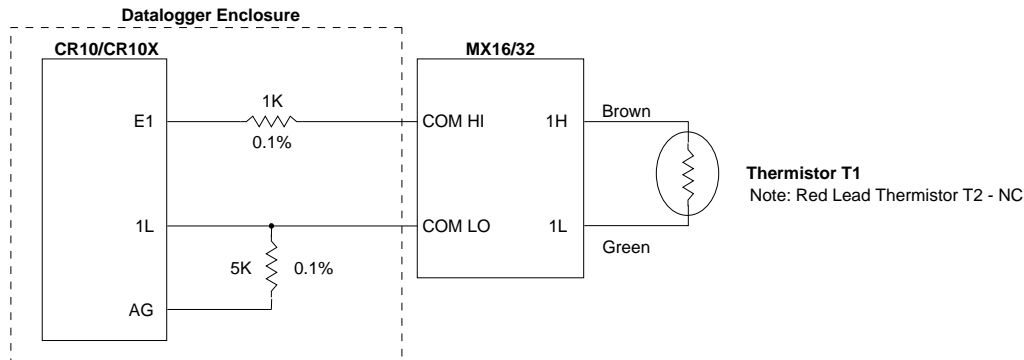 Datalogger Enclosure
CR10/CR10X
MX16/32
1K
E1
COM HI
1H
Brown
0.1%
Thermistor T1
Note: Red Lead Thermistor T2 - NC
1L
COM LO
1L
Green
5K
0.1%
AG